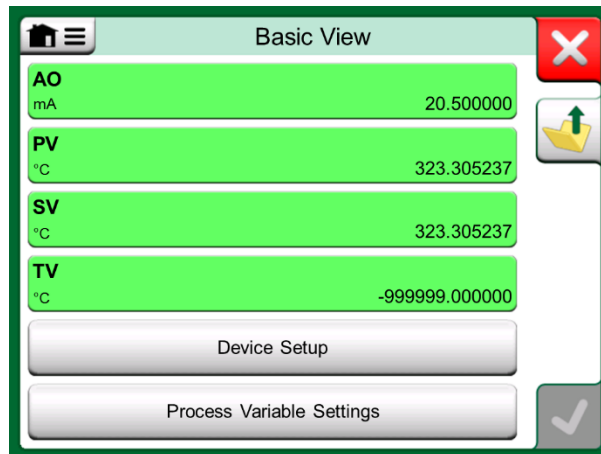 Basic View
AO
mA 20.500000
PV
°C 323.305237
SV
°C 323.305237
TV
°C -999999.000000
Device Setup
Process Variable Settings